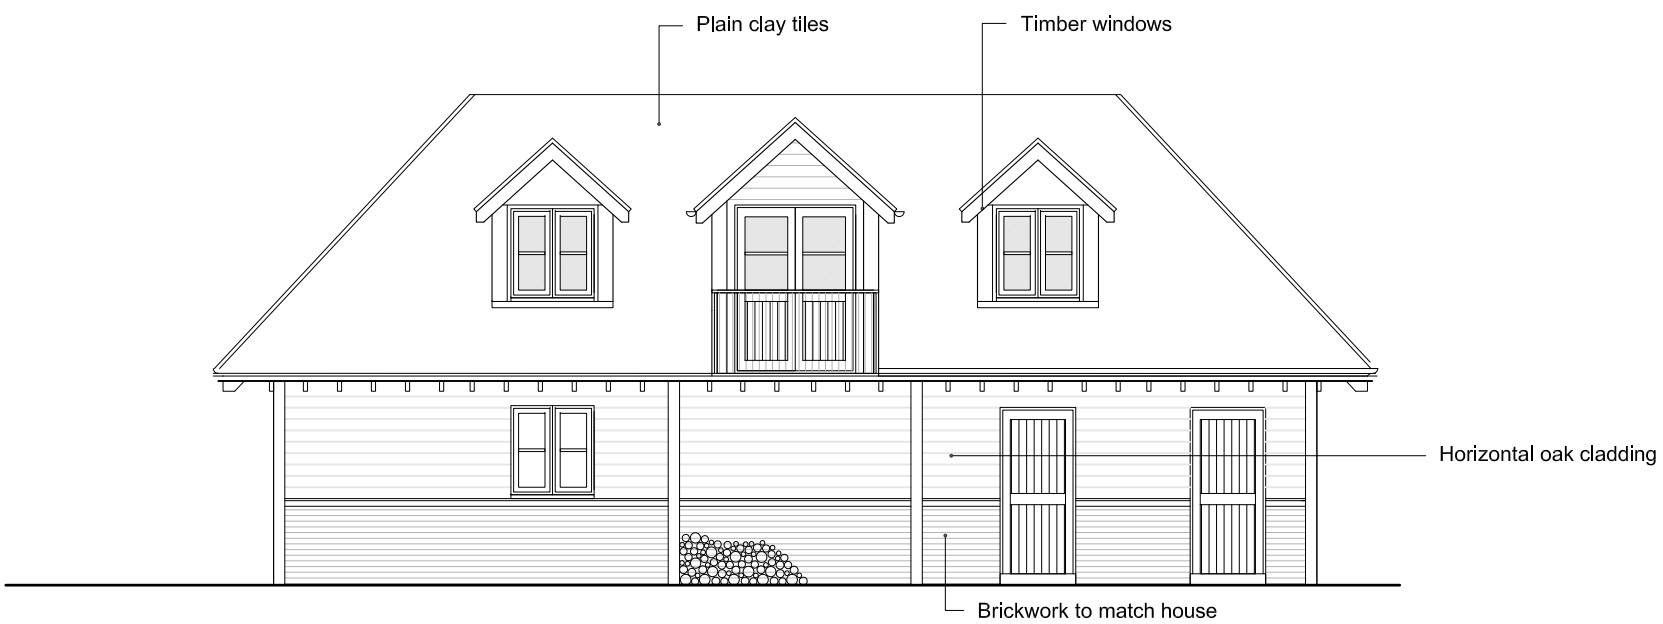 Plain clay tiles
Timber windows
Horizontal oak cladding
Brickwork to match house